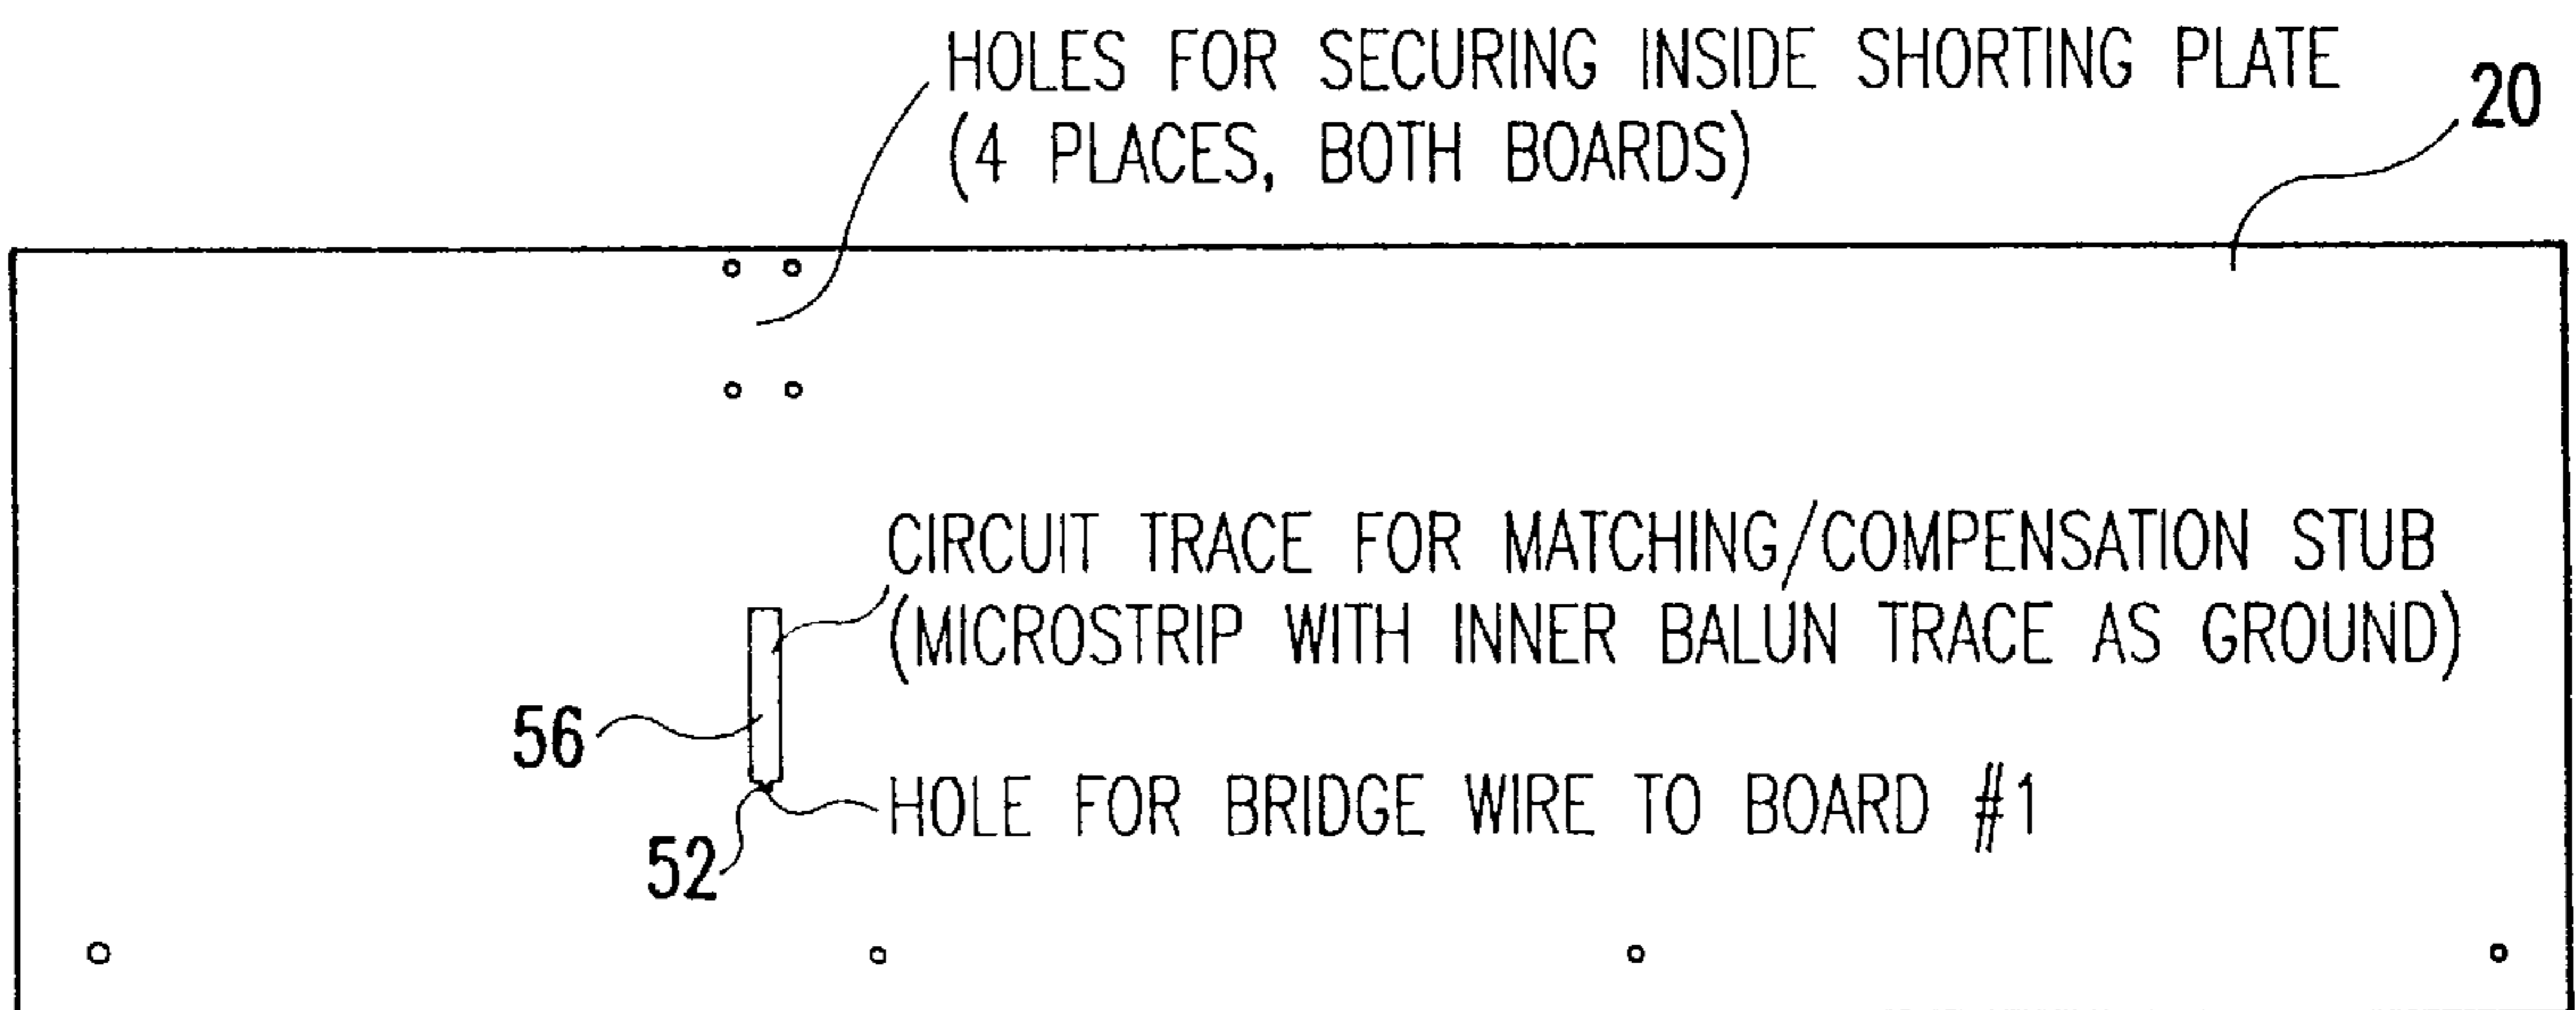 HOLES FOR SECURING INSIDE SHORTING PLATE
(4 PLACES, BOTH BOARDS)
20
CIRCUIT TRACE FOR MATCHING/COMPENSATION STUB
(MICROSTRIP WITH INNER BALUN TRACE AS GROUND)
56
HOLE FOR BRIDGE WIRE TO BOARD #1
52